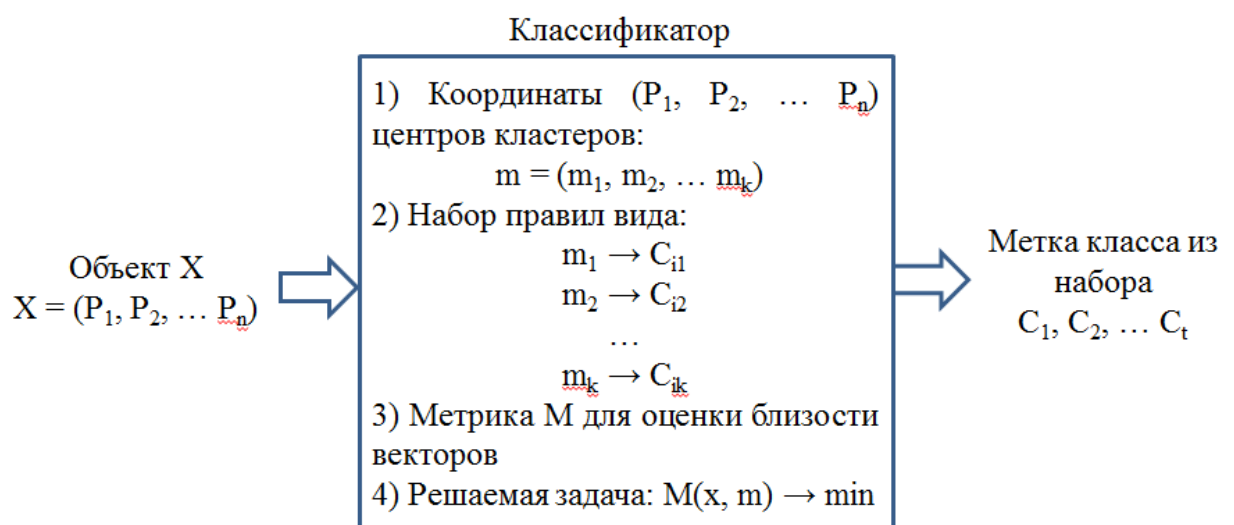 Классификатор
Объект X
X = (P₁, P₂, … Pₙ)
1) Координаты (P₁, P₂, … Pₙ)
центров кластеров:
m = (m₁, m₂, … mₖ)
2) Набор правил вида:
m₁ → Cᵢ₁
m₂ → Cᵢ₂
…
mₖ → Cᵢₖ
3) Метрика М для оценки близости
векторов
4) Решаемая задача: M(x, m) → min
Метка класса из
набора
C₁, C₂, … Cₜ